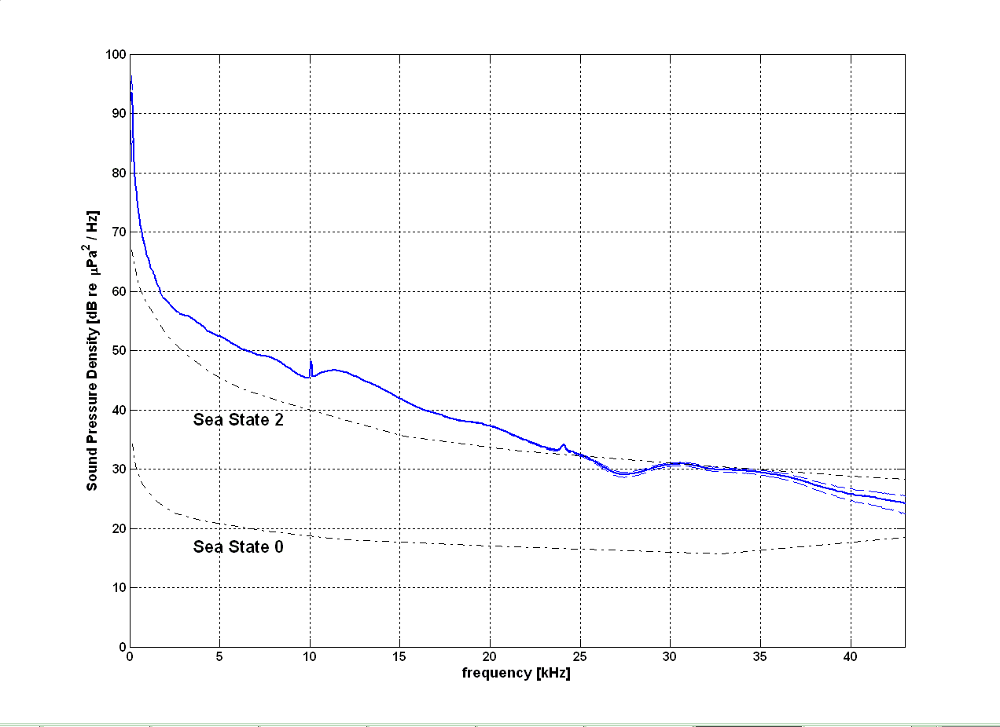 100
90
80
70
60
50
40
30
20
10
0
Sound Pressure Density [dB re μPa² / Hz]
Sea State 2
Sea State 0
0 5 10 15 20 25 30 35 40
frequency [kHz]